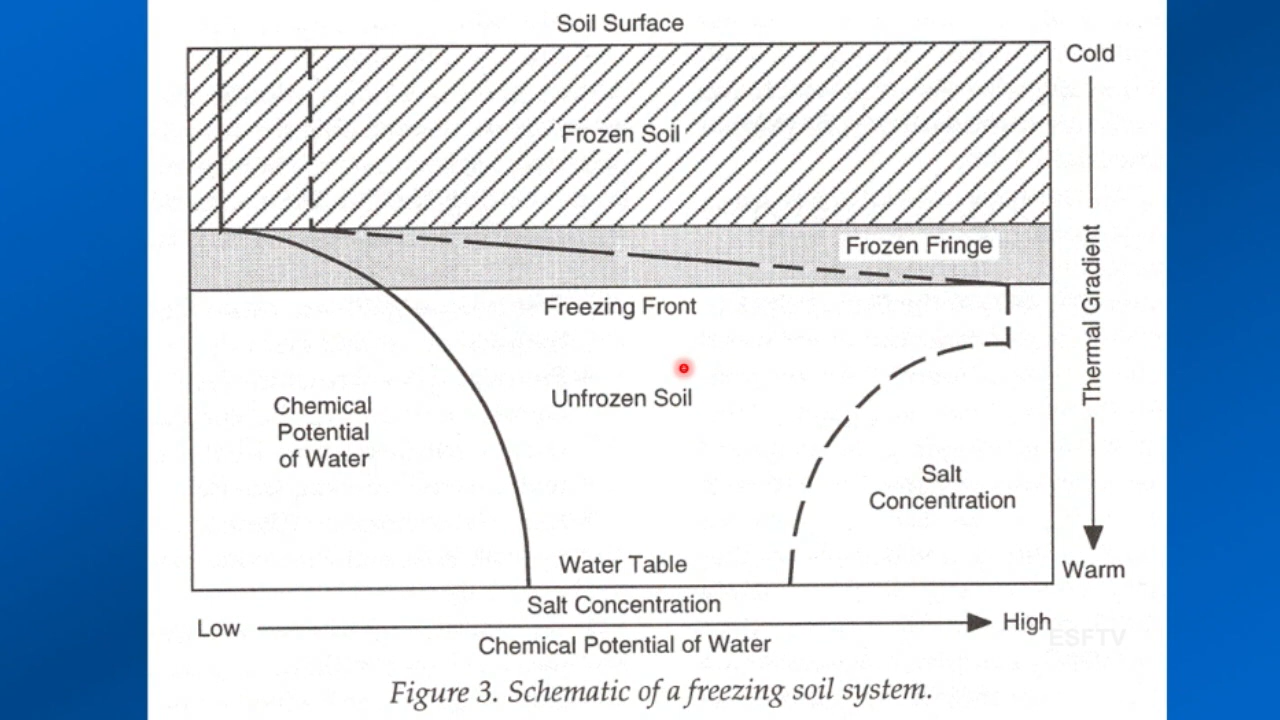 Soil Surface
Cold
Frozen Soil
Frozen Fringe
Thermal Gradient
Freezing Front
Unfrozen Soil
Chemical
Potential
of Water
Salt
Concentration
Water Table
Warm
Salt Concentration
Low
High
Chemical Potential of Water
ESFTV
Figure 3. Schematic of a freezing soil system.